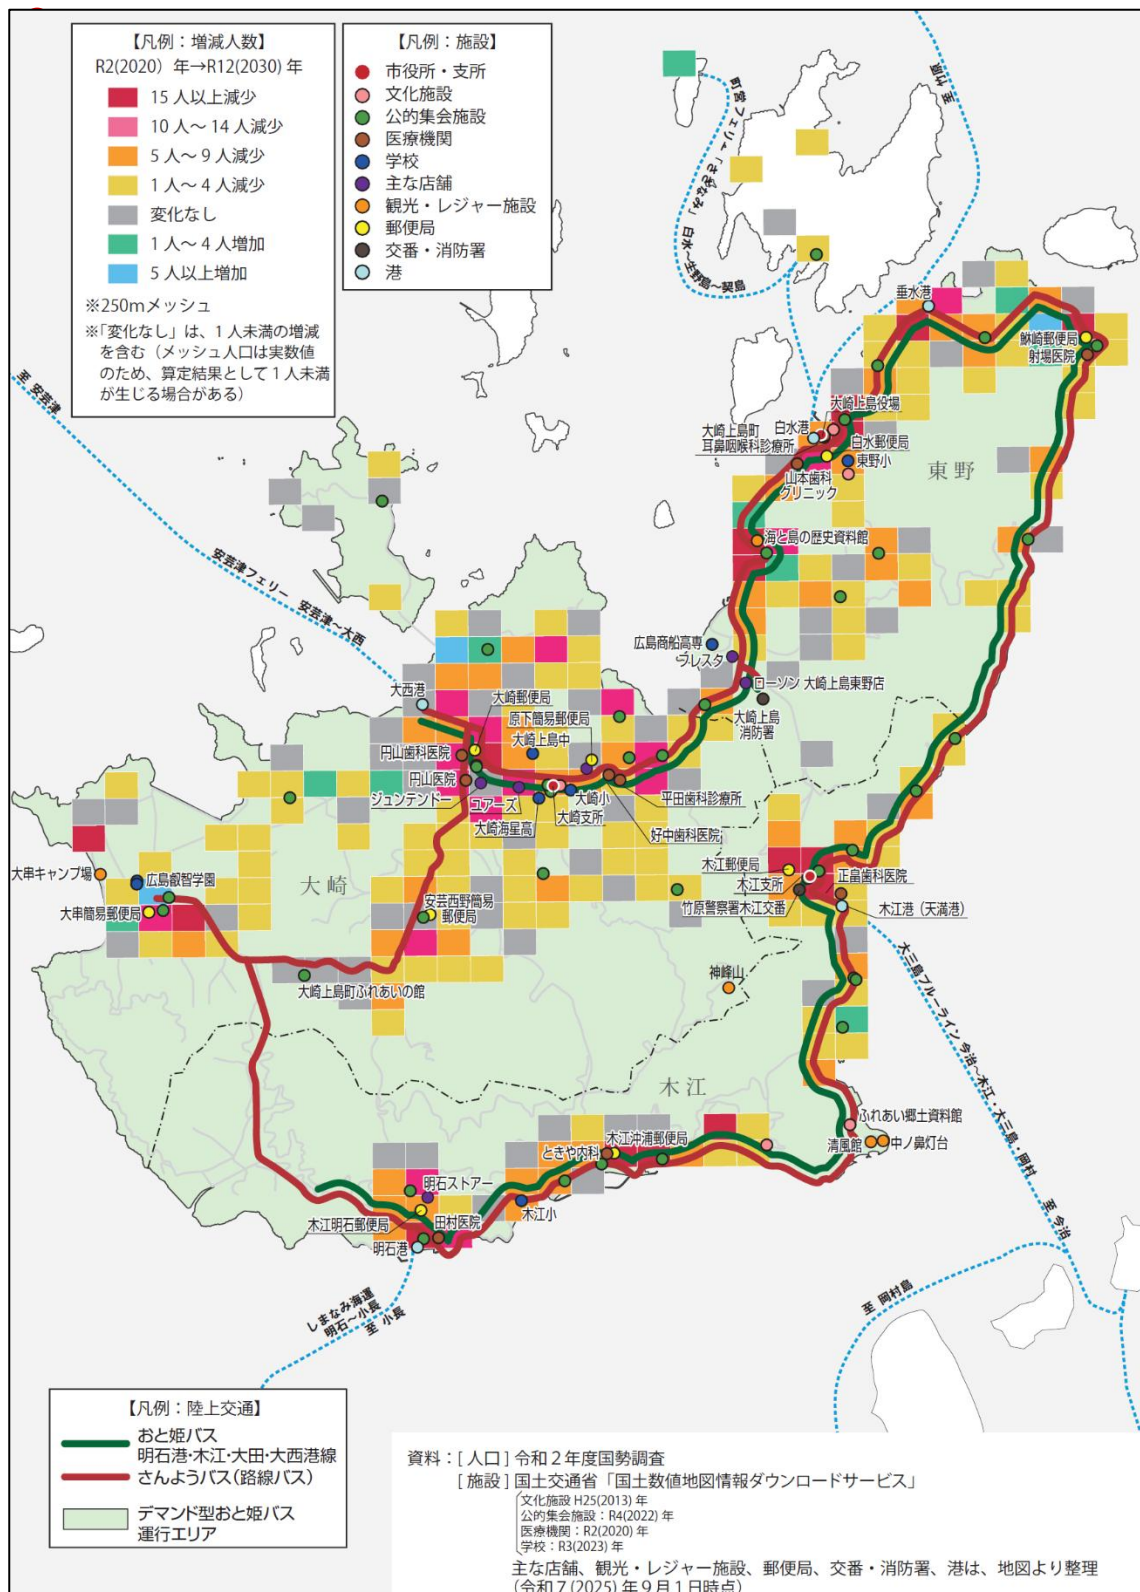 【凡例：増減人数】
R2(2020）年→R12(2030) 年
15 人以上減少
10 人～ 14 人減少
5 人～ 9 人減少
1 人～ 4 人減少
変化なし
1 人～ 4 人増加
5 人以上増加
※250mメッシュ
※「変化なし」は、1 人未満の増減
を含む（メッシュ人口は実数値
のため、算定結果として 1 人未満
が生じる場合がある）
【凡例：施設】
市役所・支所
文化施設
公的集会施設
医療機関
学校
主な店舗
観光・レジャー施設
郵便局
交番・消防署
港
町営フェリー「さざなみ」 白水～生野島～契島
至 竹原
至 安芸津
安芸津フェリー 安芸津～大西
垂水港
鮴崎郵便局
射場医院
大崎上島役場
白水港
大崎上島町
耳鼻咽喉科診療所
白水郵便局
東野小
山本歯科
クリニック
東野
海と島の歴史資料館
広島商船高専
フレスタ
ローソン 大崎上島東野店
大崎上島
消防署
大西港
大崎郵便局
原下簡易郵便局
大崎上島中
円山歯科医院
円山医院
ジュンテンドー
ユアーズ
大崎海星高
大崎小
大崎支所
平田歯科診療所
好中歯科医院
木江郵便局
木江支所
正畠歯科医院
竹原警察署木江交番
木江港（天満港）
大串キャンプ場
広島叡智学園
大串簡易郵便局
大崎
安芸西野簡易
郵便局
大崎上島町ふれあいの館
神峰山
大三島ブルーライン 今治～木江・大三島・岡村
木江
ふれあい郷土資料館
清風館
中ノ鼻灯台
木江沖浦郵便局
ときや内科
明石ストアー
木江明石郵便局
田村医院
木江小
明石港
至 今治
至 岡村島
しまなみ海運
明石～小長
至 小長
【凡例：陸上交通】
おと姫バス
明石港・木江・大田・大西港線
さんようバス（路線バス）
デマンド型おと姫バス
運行エリア
資料：[ 人口 ] 令和 2 年度国勢調査
[ 施設 ] 国土交通省「国土数値地図情報ダウンロードサービス」
文化施設 H25(2013) 年
公的集会施設：R4(2022) 年
医療機関：R2(2020) 年
学校：R3(2023) 年
主な店舗、観光・レジャー施設、郵便局、交番・消防署、港は、地図より整理
（令和 7 (2025) 年 9 月 1 日時点）